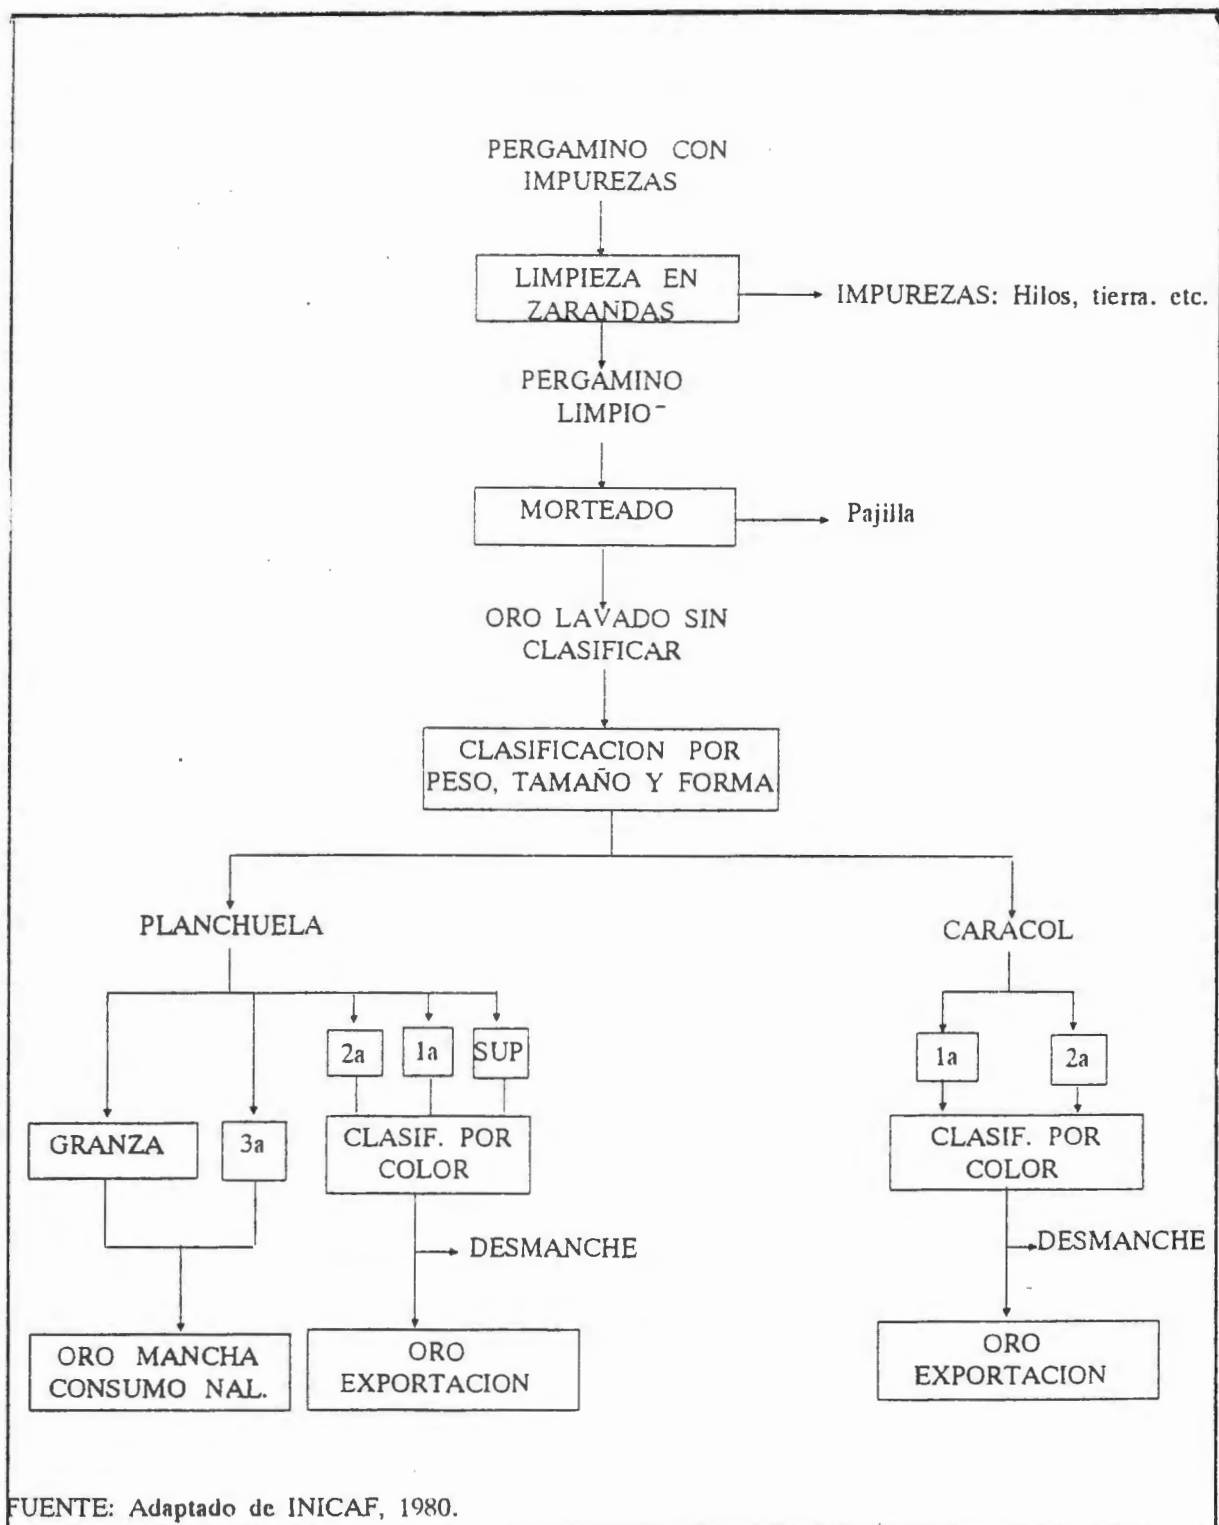 PERGAMINO CON
IMPUREZAS
LIMPIEZA EN
ZARANDAS
IMPUREZAS: Hilos, tierra. etc.
PERGAMINO
LIMPIO
MORTEADO
Pajilla
ORO LAVADO SIN
CLASIFICAR
CLASIFICACION POR
PESO, TAMAÑO Y FORMA
PLANCHUELA
CARACOL
2a
1a
SUP
1a
2a
GRANZA
3a
CLASIF. POR
COLOR
CLASIF. POR
COLOR
DESMANCHE
DESMANCHE
ORO MANCHA
CONSUMO NAL.
ORO
EXPORTACION
ORO
EXPORTACION
FUENTE: Adaptado de INICAF, 1980.